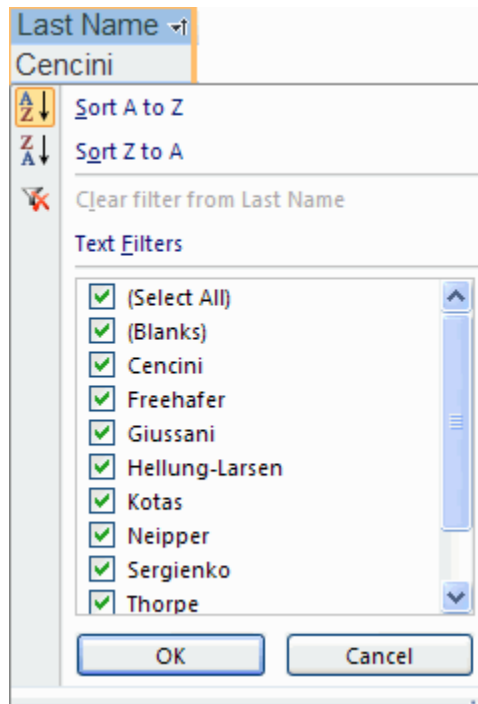 Last Name
Cencini
Sort A to Z
Sort Z to A
Clear filter from Last Name
Text Filters
(Select All)
(Blanks)
Cencini
Freehafer
Giussani
Hellung-Larsen
Kotas
Neipper
Sergienko
Thorpe
OK Cancel